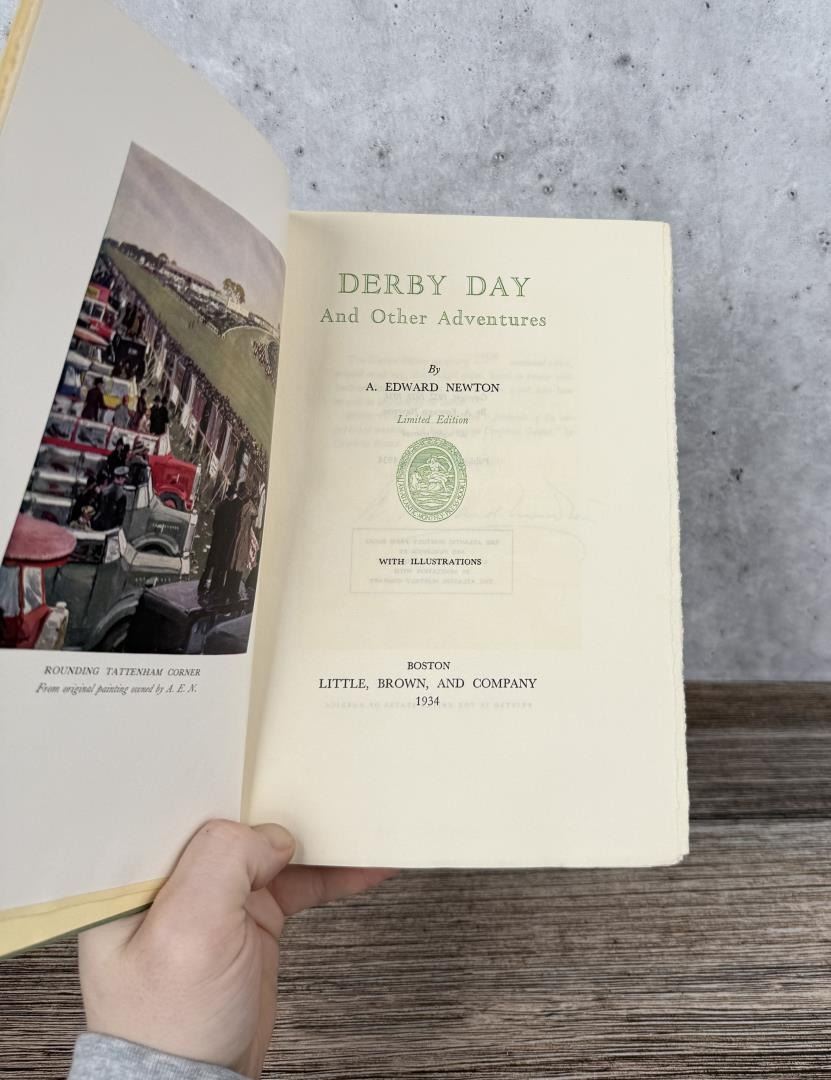 ROUNDING TATTENHAM CORNER
From original painting owned by A. E. N.
DERBY DAY
And Other Adventures
By
A. EDWARD NEWTON
Limited Edition
WITH ILLUSTRATIONS
BOSTON
LITTLE, BROWN, AND COMPANY
1934